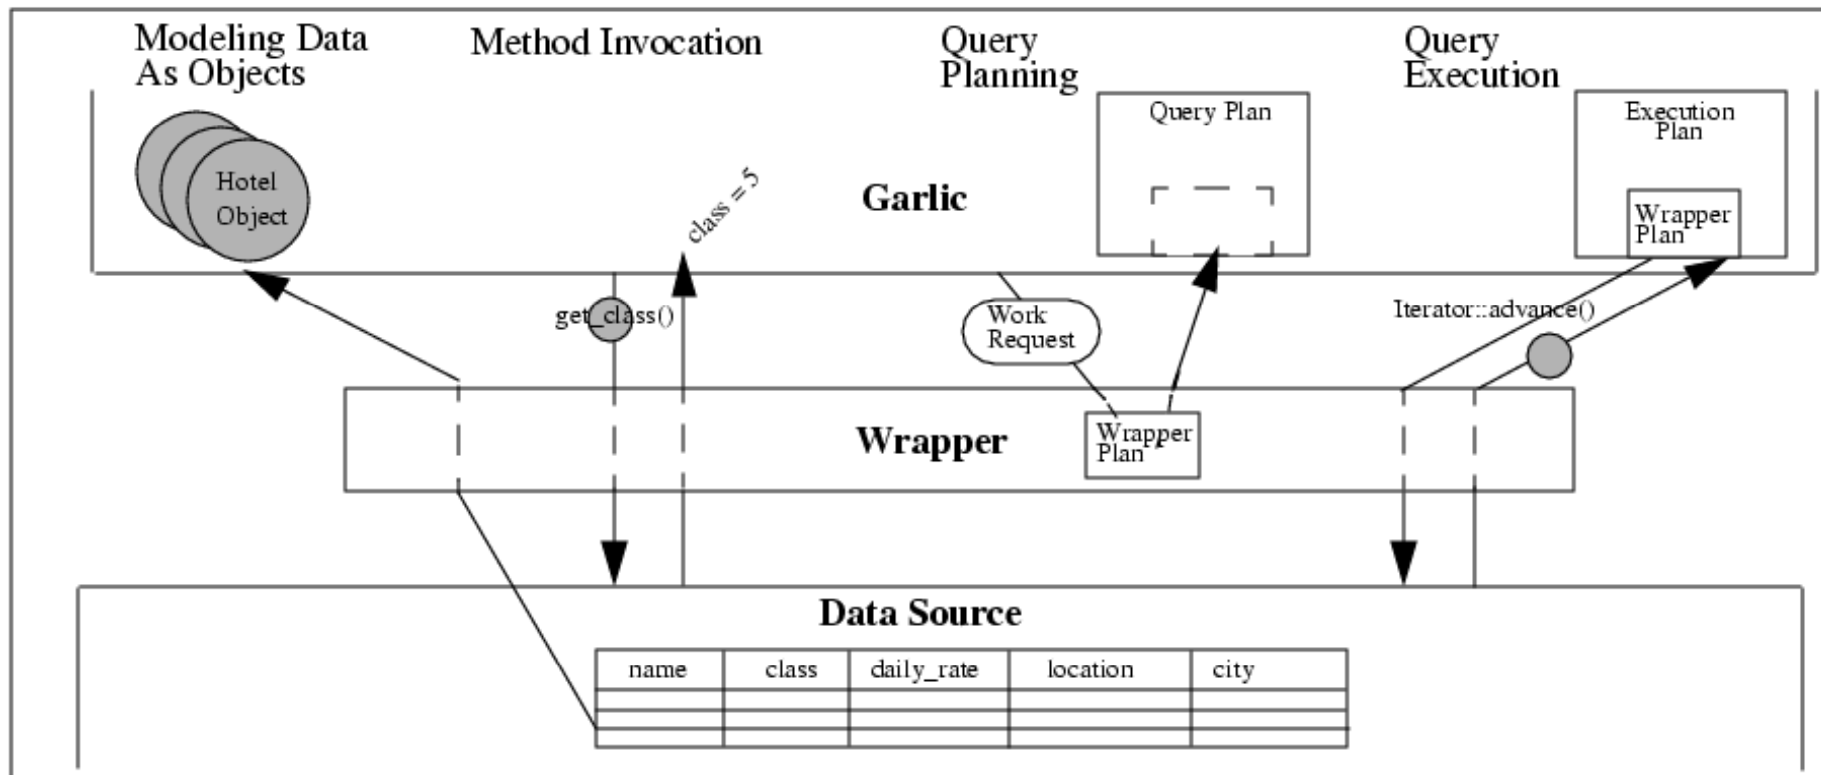 Modeling Data
As Objects
Method Invocation
Query
Planning
Query
Execution
Hotel
Object
class = 5
Garlic
Query Plan
Execution
Plan
Wrapper
Plan
get_class()
Work
Request
Iterator::advance()
Wrapper
Wrapper
Plan
Data Source
name class daily_rate location city